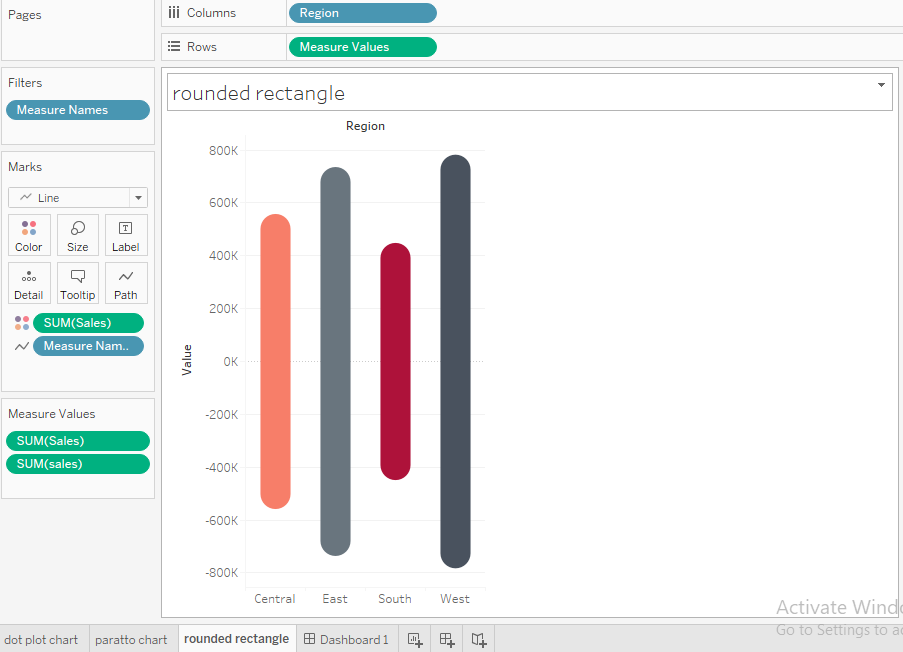 Pages
Columns
Region
Rows
Measure Values
Filters
Measure Names
rounded rectangle
Marks
Line
Color
Size
Label
Detail
Tooltip
Path
SUM(Sales)
Measure Nam..
Measure Values
SUM(Sales)
SUM(sales)
Region
Value
800K
600K
400K
200K
0K
-200K
-400K
-600K
-800K
Central East South West
Activate Windo
Go to Settings to a
dot plot chart paratto chart rounded rectangle Dashboard 1